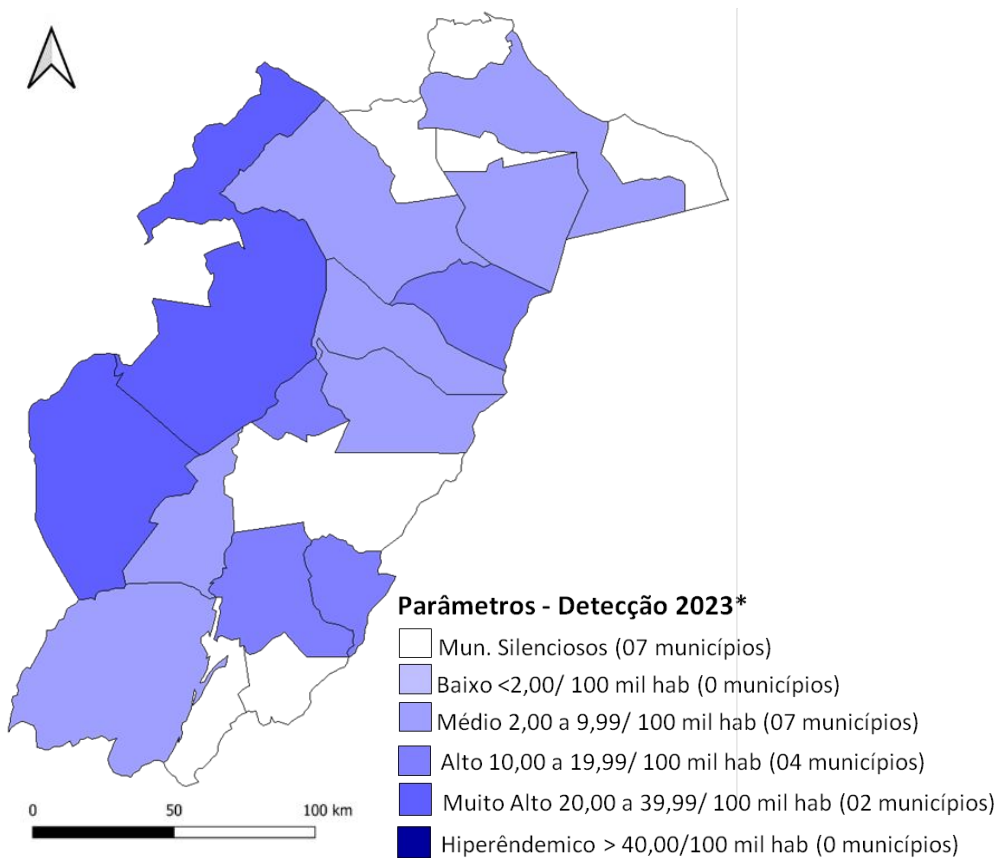 Parâmetros - Detecção 2023*
Mun. Silenciosos (07 municípios)
Baixo <2,00/ 100 mil hab (0 municípios)
Médio 2,00 a 9,99/ 100 mil hab (07 municípios)
Alto 10,00 a 19,99/ 100 mil hab (04 municípios)
Muito Alto 20,00 a 39,99/ 100 mil hab (02 municípios)
Hiperêndemico > 40,00/100 mil hab (0 municípios)
0 50 100 km